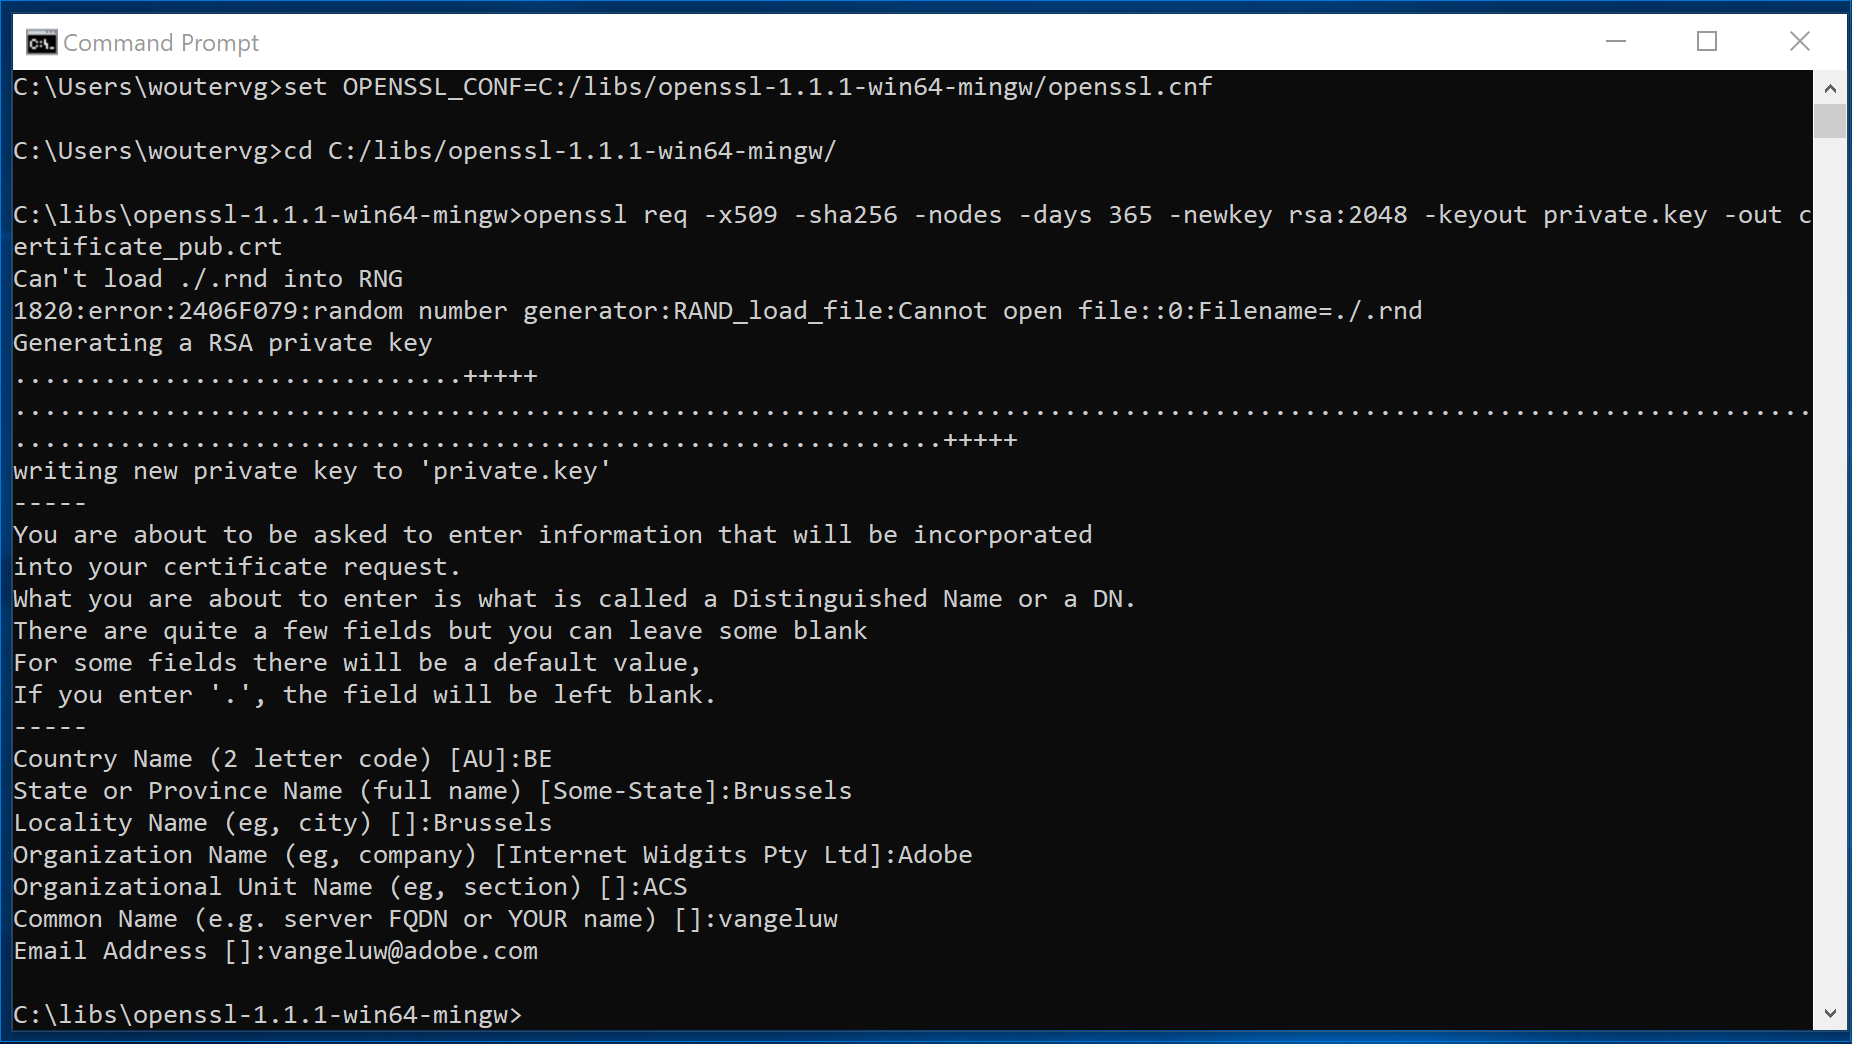 Command Prompt
C:\Users\woutervg>set OPENSSL_CONF=C:/libs/openssl-1.1.1-win64-mingw/openssl.cnf
C:\Users\woutervg>cd C:/libs/openssl-1.1.1-win64-mingw/
C:\libs\openssl-1.1.1-win64-mingw>openssl req -x509 -sha256 -nodes -days 365 -newkey rsa:2048 -keyout private.key -out c
ertificate_pub.crt
Can't load ./.rnd into RNG
1820:error:2406F079:random number generator:RAND_load_file:Cannot open file::0:Filename=./.rnd
Generating a RSA private key
..............................+++++
........................................................................................................................
..............................................................+++++
writing new private key to 'private.key'
-----
You are about to be asked to enter information that will be incorporated
into your certificate request.
What you are about to enter is what is called a Distinguished Name or a DN.
There are quite a few fields but you can leave some blank
For some fields there will be a default value,
If you enter '.', the field will be left blank.
-----
Country Name (2 letter code) [AU]:BE
State or Province Name (full name) [Some-State]:Brussels
Locality Name (eg, city) []:Brussels
Organization Name (eg, company) [Internet Widgits Pty Ltd]:Adobe
Organizational Unit Name (eg, section) []:ACS
Common Name (e.g. server FQDN or YOUR name) []:vangeluw
Email Address []:vangeluw@adobe.com
C:\libs\openssl-1.1.1-win64-mingw>